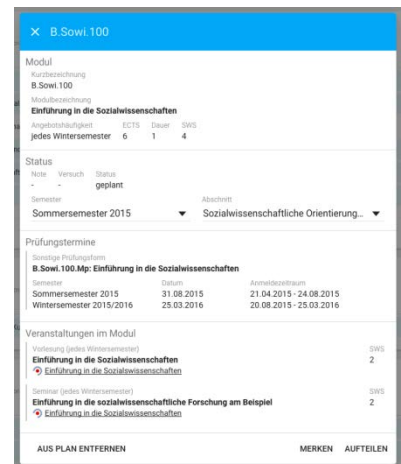 × B.Sowi.100
Modul
Kurzbezeichnung
B.Sowi.100
Modulbezeichnung
Einführung in die Sozialwissenschaften
Angebotshäufigkeit ECTS Dauer SWS
jedes Wintersemester 6 1 4
Status
Note Versuch Status
- - geplant
Semester Abschnitt
Sommersemester 2015 Sozialwissenschaftliche Orientierung...
Prüfungstermine
Sonstige Prüfungsform
B.Sowi.100.Mp: Einführung in die Sozialwissenschaften
Semester Datum Anmeldezeitraum
Sommersemester 2015 31.08.2015 21.04.2015 - 24.08.2015
Wintersemester 2015/2016 25.03.2016 20.08.2015 - 25.03.2016
Veranstaltungen im Modul
Vorlesung (jedes Wintersemester) SWS
Einführung in die Sozialwissenschaften 2
Einführung in die Sozialswissenschaften
Seminar (jedes Wintersemester) SWS
Einführung in die sozialwissenschaftliche Forschung am Beispiel 2
Einführung in die Sozialswissenschaften
AUS PLAN ENTFERNEN MERKEN AUFTEILEN